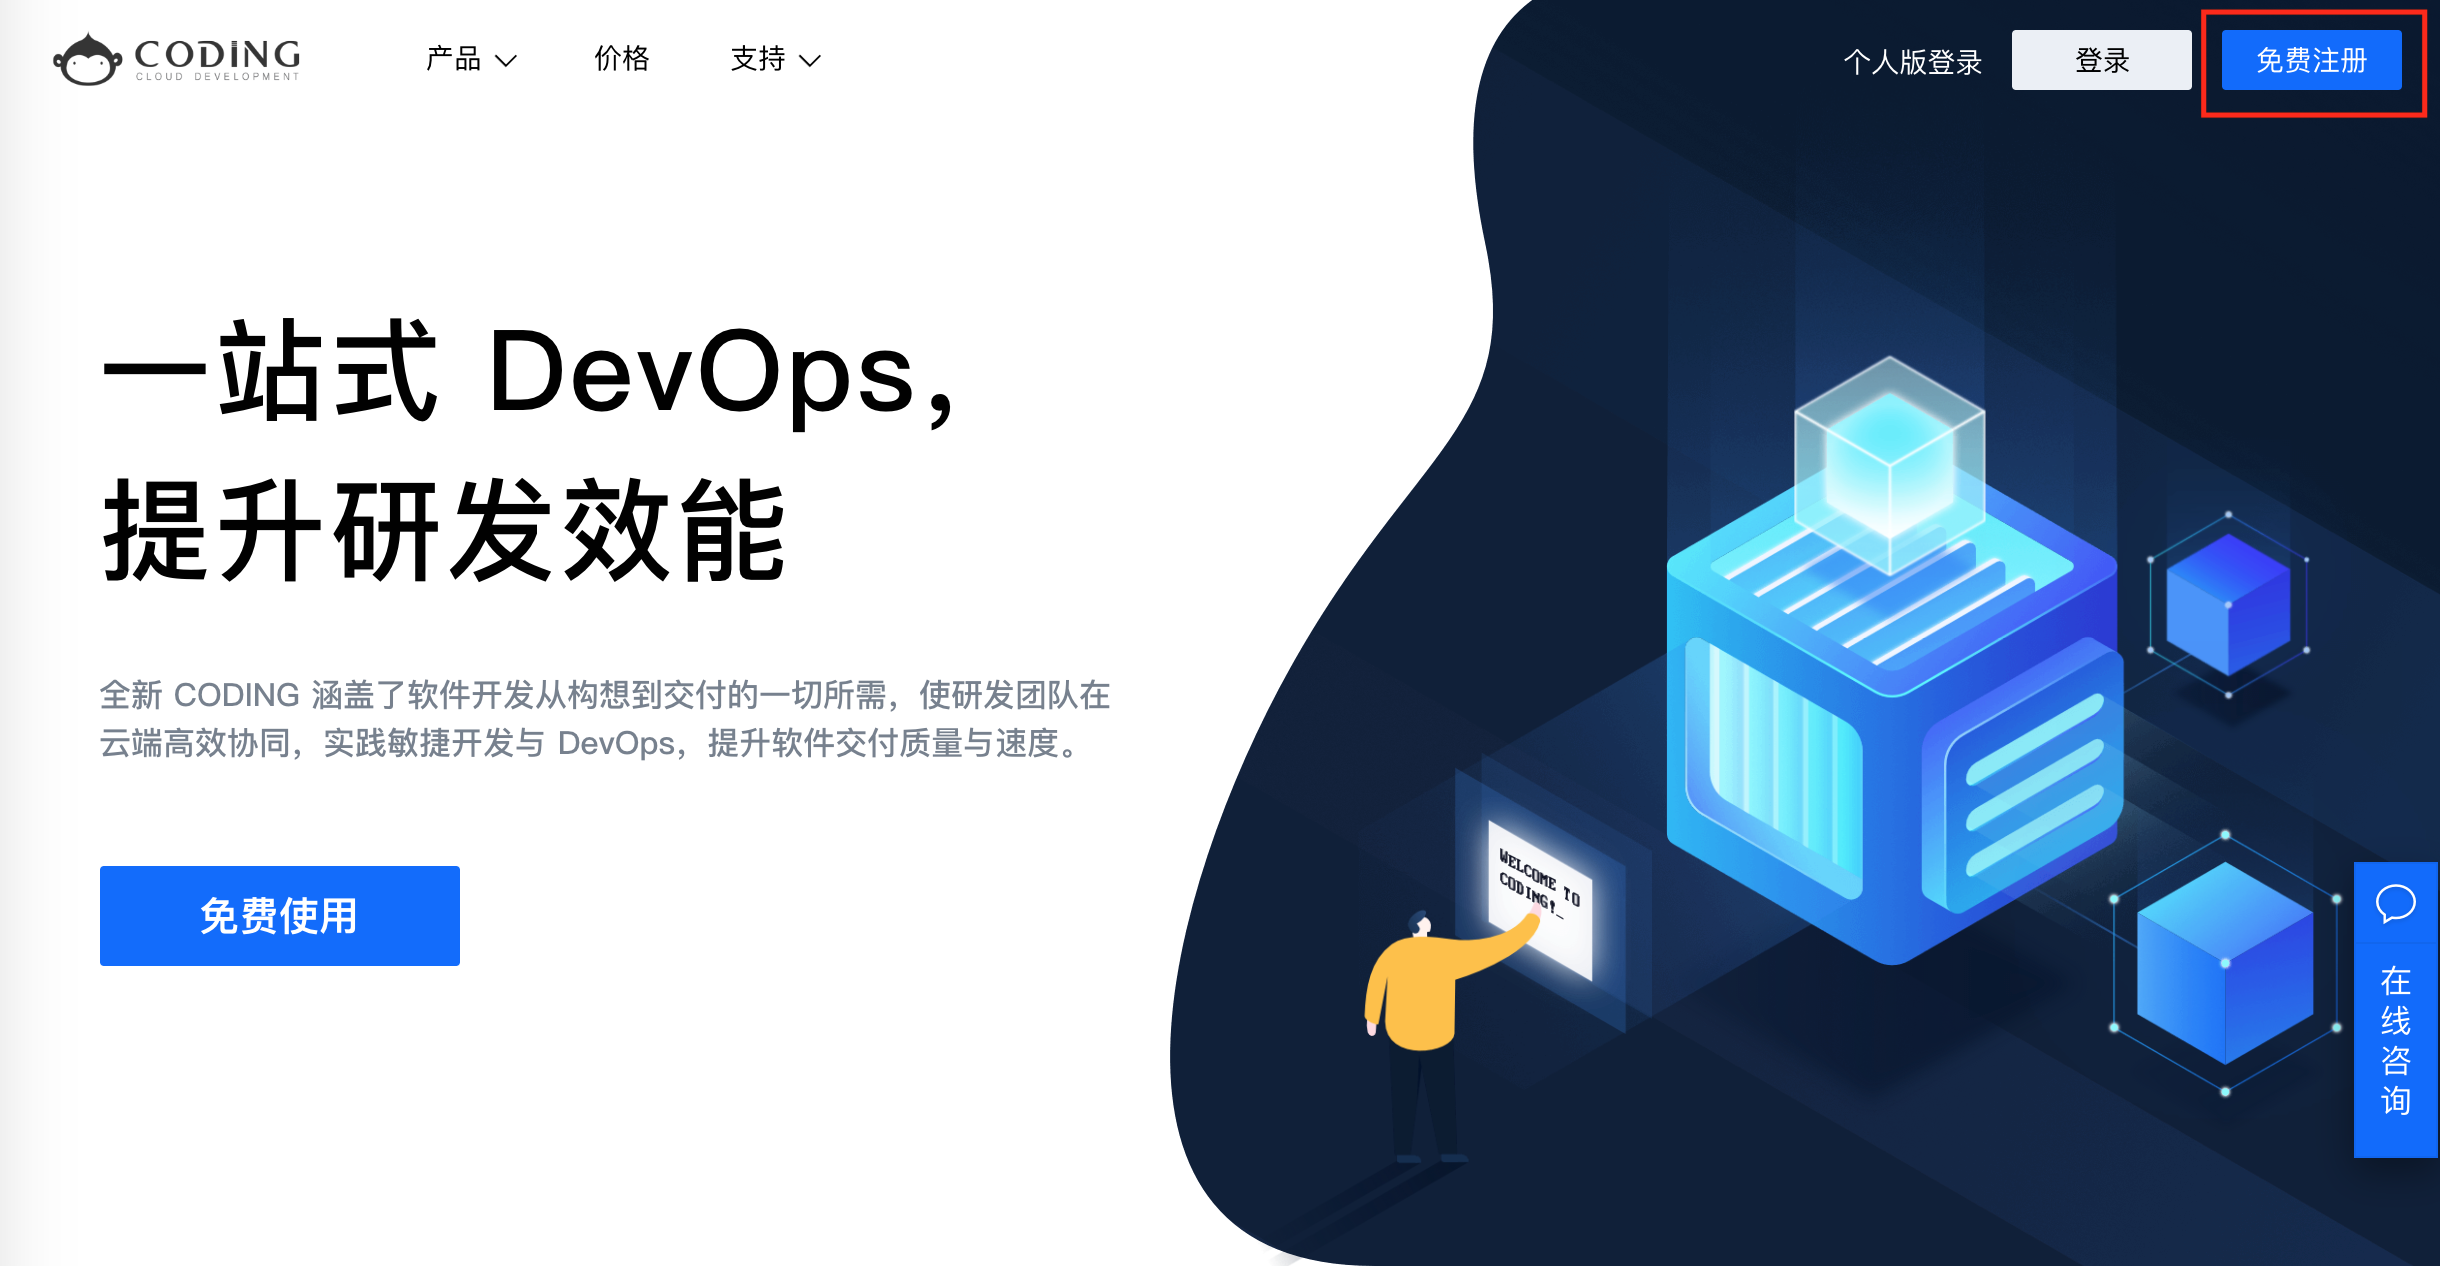 CODING
CLOUD DEVELOPMENT
产品
价格
支持
个人版登录
登录
免费注册
一站式 DevOps，
提升研发效能
全新 CODING 涵盖了软件开发从构想到交付的一切所需，使研发团队在
云端高效协同，实践敏捷开发与 DevOps，提升软件交付质量与速度。
免费使用
WELCOME TO
CODING!_
在线咨询